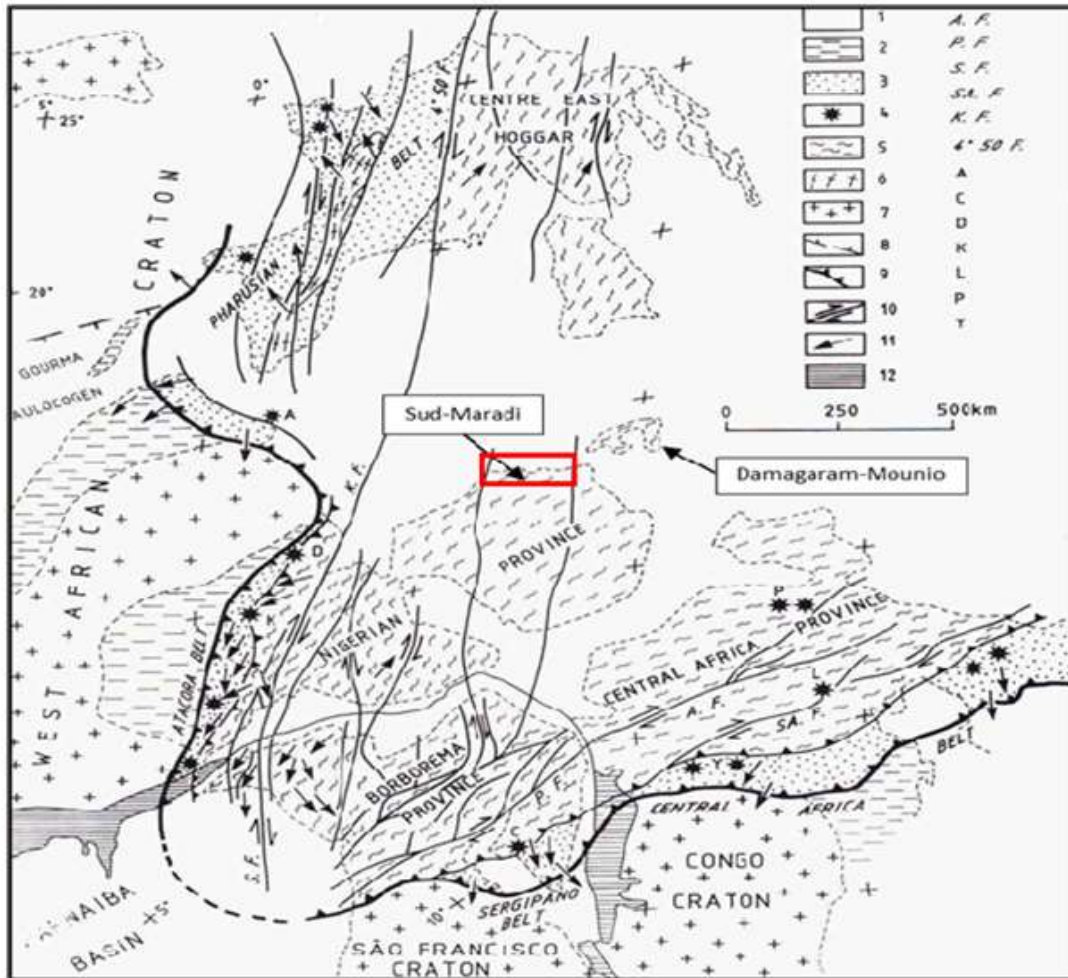 1 A. F.
2 P. F.
3 S. F.
4 SA. F.
5 K. F.
6 4° 50 F.
7 A
8 C
9 D
10 K
11 L
12 P
T
0 250 500km
0°
5°
25°
20°
4° 50 F.
CENTRE EAST
HOGGAR
PHARUSIAN BELT
WEST AFRICAN CRATON
GOURMA
AULOCOGEN
A
Sud-Maradi
Damagaram-Mounio
K. F.
D
K
NIGERIAN PROVINCE
ATACORA BELT
P
CENTRAL AFRICA PROVINCE
L
A. F.
SA. F.
Y
BORBOREMA
PROVINCE
P. F.
S. F.
C
CENTRAL AFRICA BELT
CONGO
CRATON
10°
SERGIPANO
BELT
SÃO FRANCISCO
CRATON
BASIN
5°